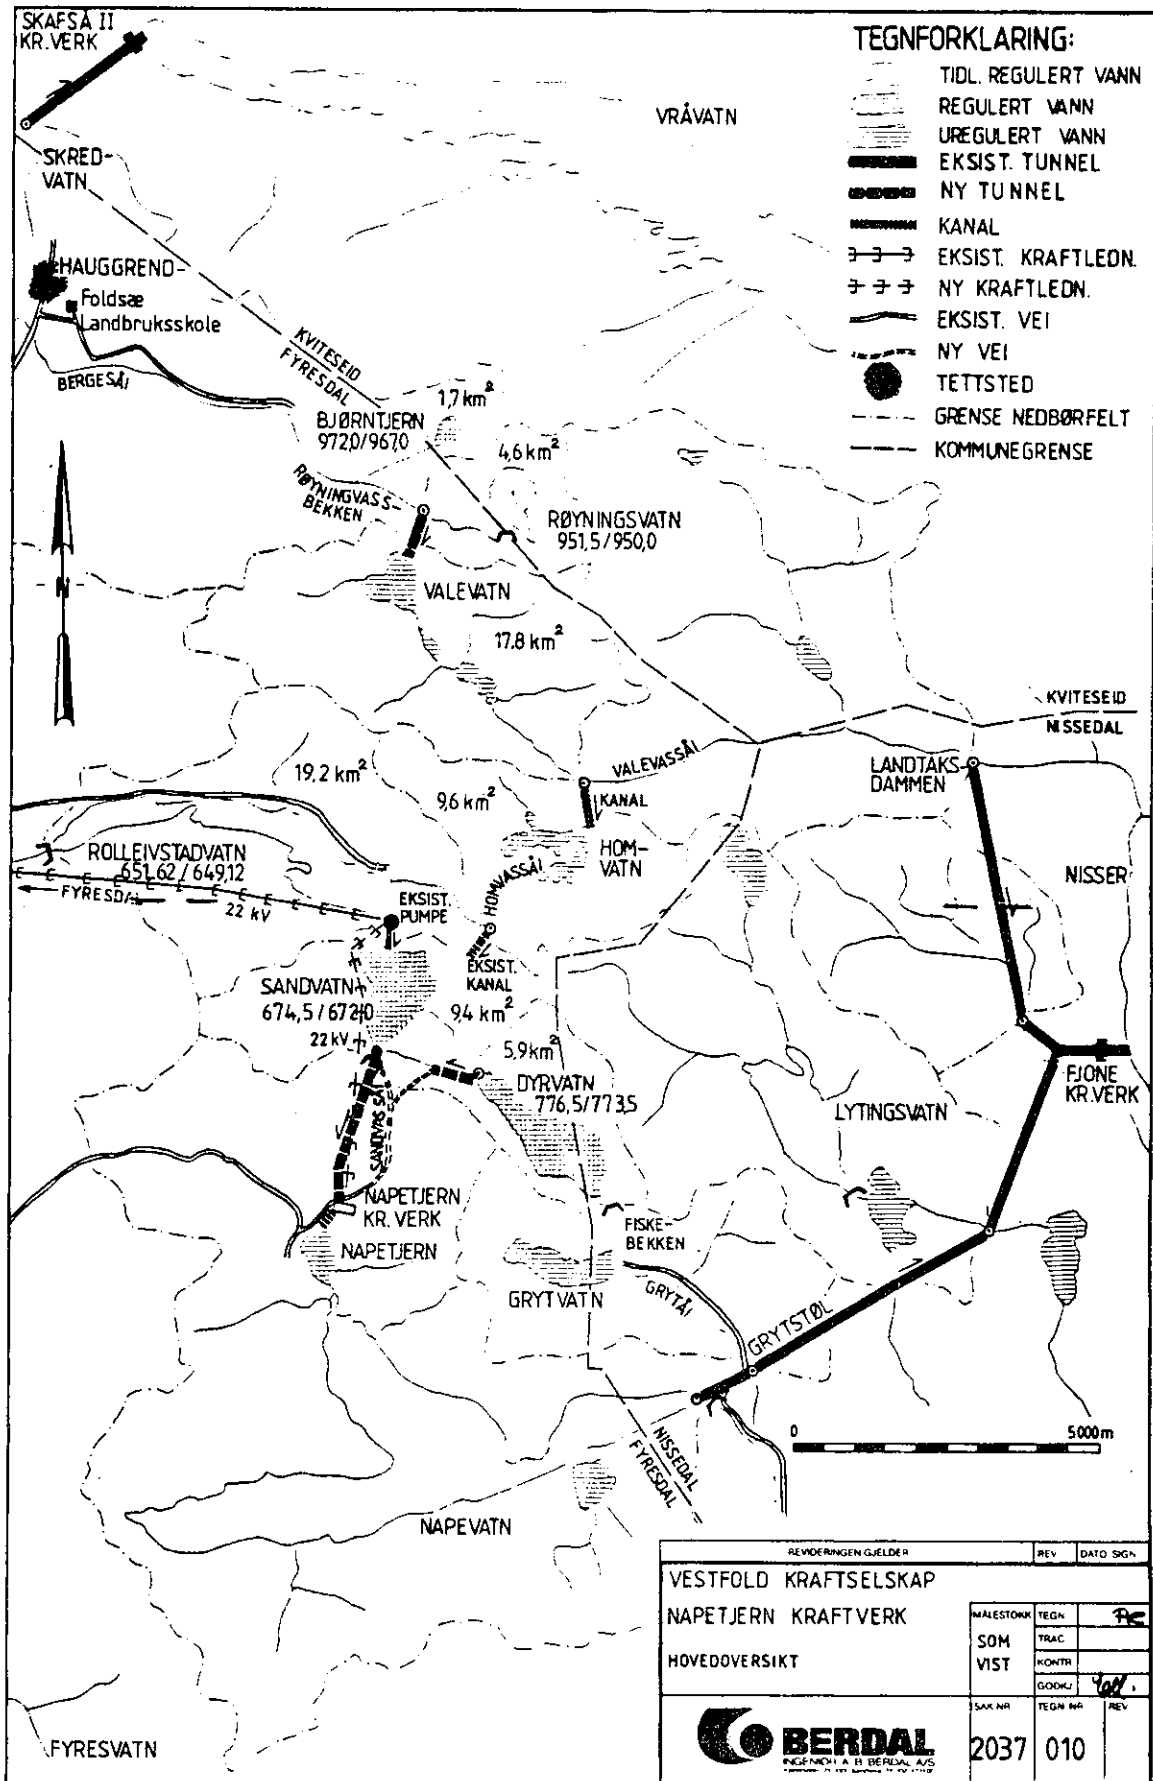 SKAFSÅ II
KR.VERK
SKRED-
VATN
VRÅVATN
TEGNFORKLARING:
TIDL. REGULERT VANN
REGULERT VANN
UREGULERT VANN
EKSIST. TUNNEL
NY TUNNEL
KANAL
EKSIST. KRAFTLEDN.
NY KRAFTLEDN.
EKSIST. VEI
NY VEI
TETTSTED
GRENSE NEDBØRFELT
KOMMUNEGRENSE
HAUGGREND
Foldsæ
Landbruksskole
BERGESÅI
KVITESEID
FYRESDAL
1,7 km²
BJØRNTJERN
972,0/967,0
4,6 km²
RØYNINGVASS-
BEKKEN
RØYNINGSVATN
951,5/950,0
N
VALEVATN
17.8 km²
KVITESEID
NISSEDAL
VALEVASSÅI
19,2 km²
9,6 km²
KANAL
LANDTAKS
DAMMEN
HOM-
VATN
HOMVASSÅI
ROLLEIVSTADVATN
651,62 / 649,12
FYRESDAL
22 kV
EKSIST.
PUMPE
NISSER
EKSIST.
KANAL
SANDVATN
674,5 / 672,0
9,4 km²
22 kV
5,9 km²
DYRVATN
776,5/773,5
FJONE
KR.VERK
LYTINGSVATN
SANDVASSÅI
NAPETJERN
KR. VERK
NAPETJERN
FISKE-
BEKKEN
GRYTVATN
GRYTÅI
GRYTSTØL
0 5000m
NISSEDAL
FYRESDAL
NAPEVATN
FYRESVATN
REVIDERINGEN GJELDER REV DATO SIGN
VESTFOLD KRAFTSELSKAP
NAPETJERN KRAFTVERK
HOVEDOVERSIKT
MÅLESTOKK
SOM
VIST
TEGN
TRAC
KONTR
GODKJ
SAK NR TEGN NR REV
2037 010
BERDAL
INGENIØR A. B. BERDAL A/S